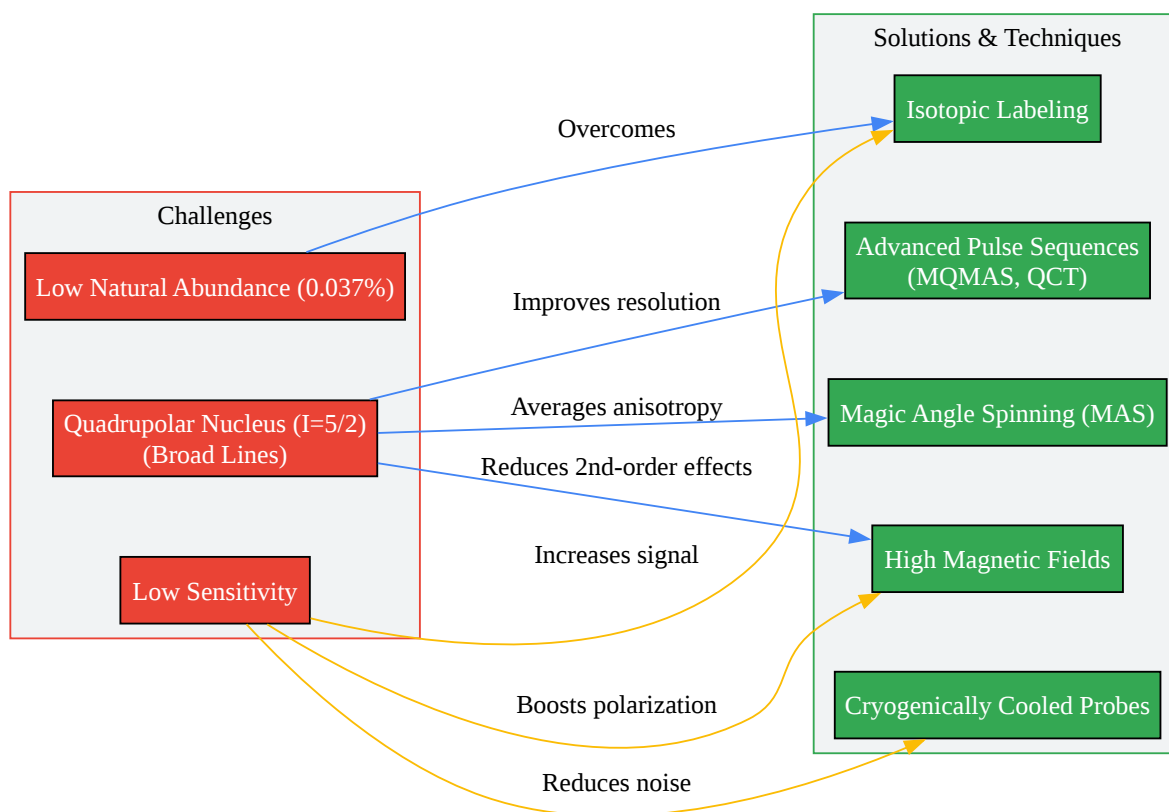 Solutions & Techniques
Isotopic Labeling
Overcomes
Challenges
Low Natural Abundance (0.037%)
Advanced Pulse Sequences
(MQMAS, QCT)
Improves resolution
Averages anisotropy
Magic Angle Spinning (MAS)
Quadrupolar Nucleus (I=5/2)
(Broad Lines)
Reduces 2nd-order effects
Increases signal
High Magnetic Fields
Low Sensitivity
Boosts polarization
Cryogenically Cooled Probes
Reduces noise